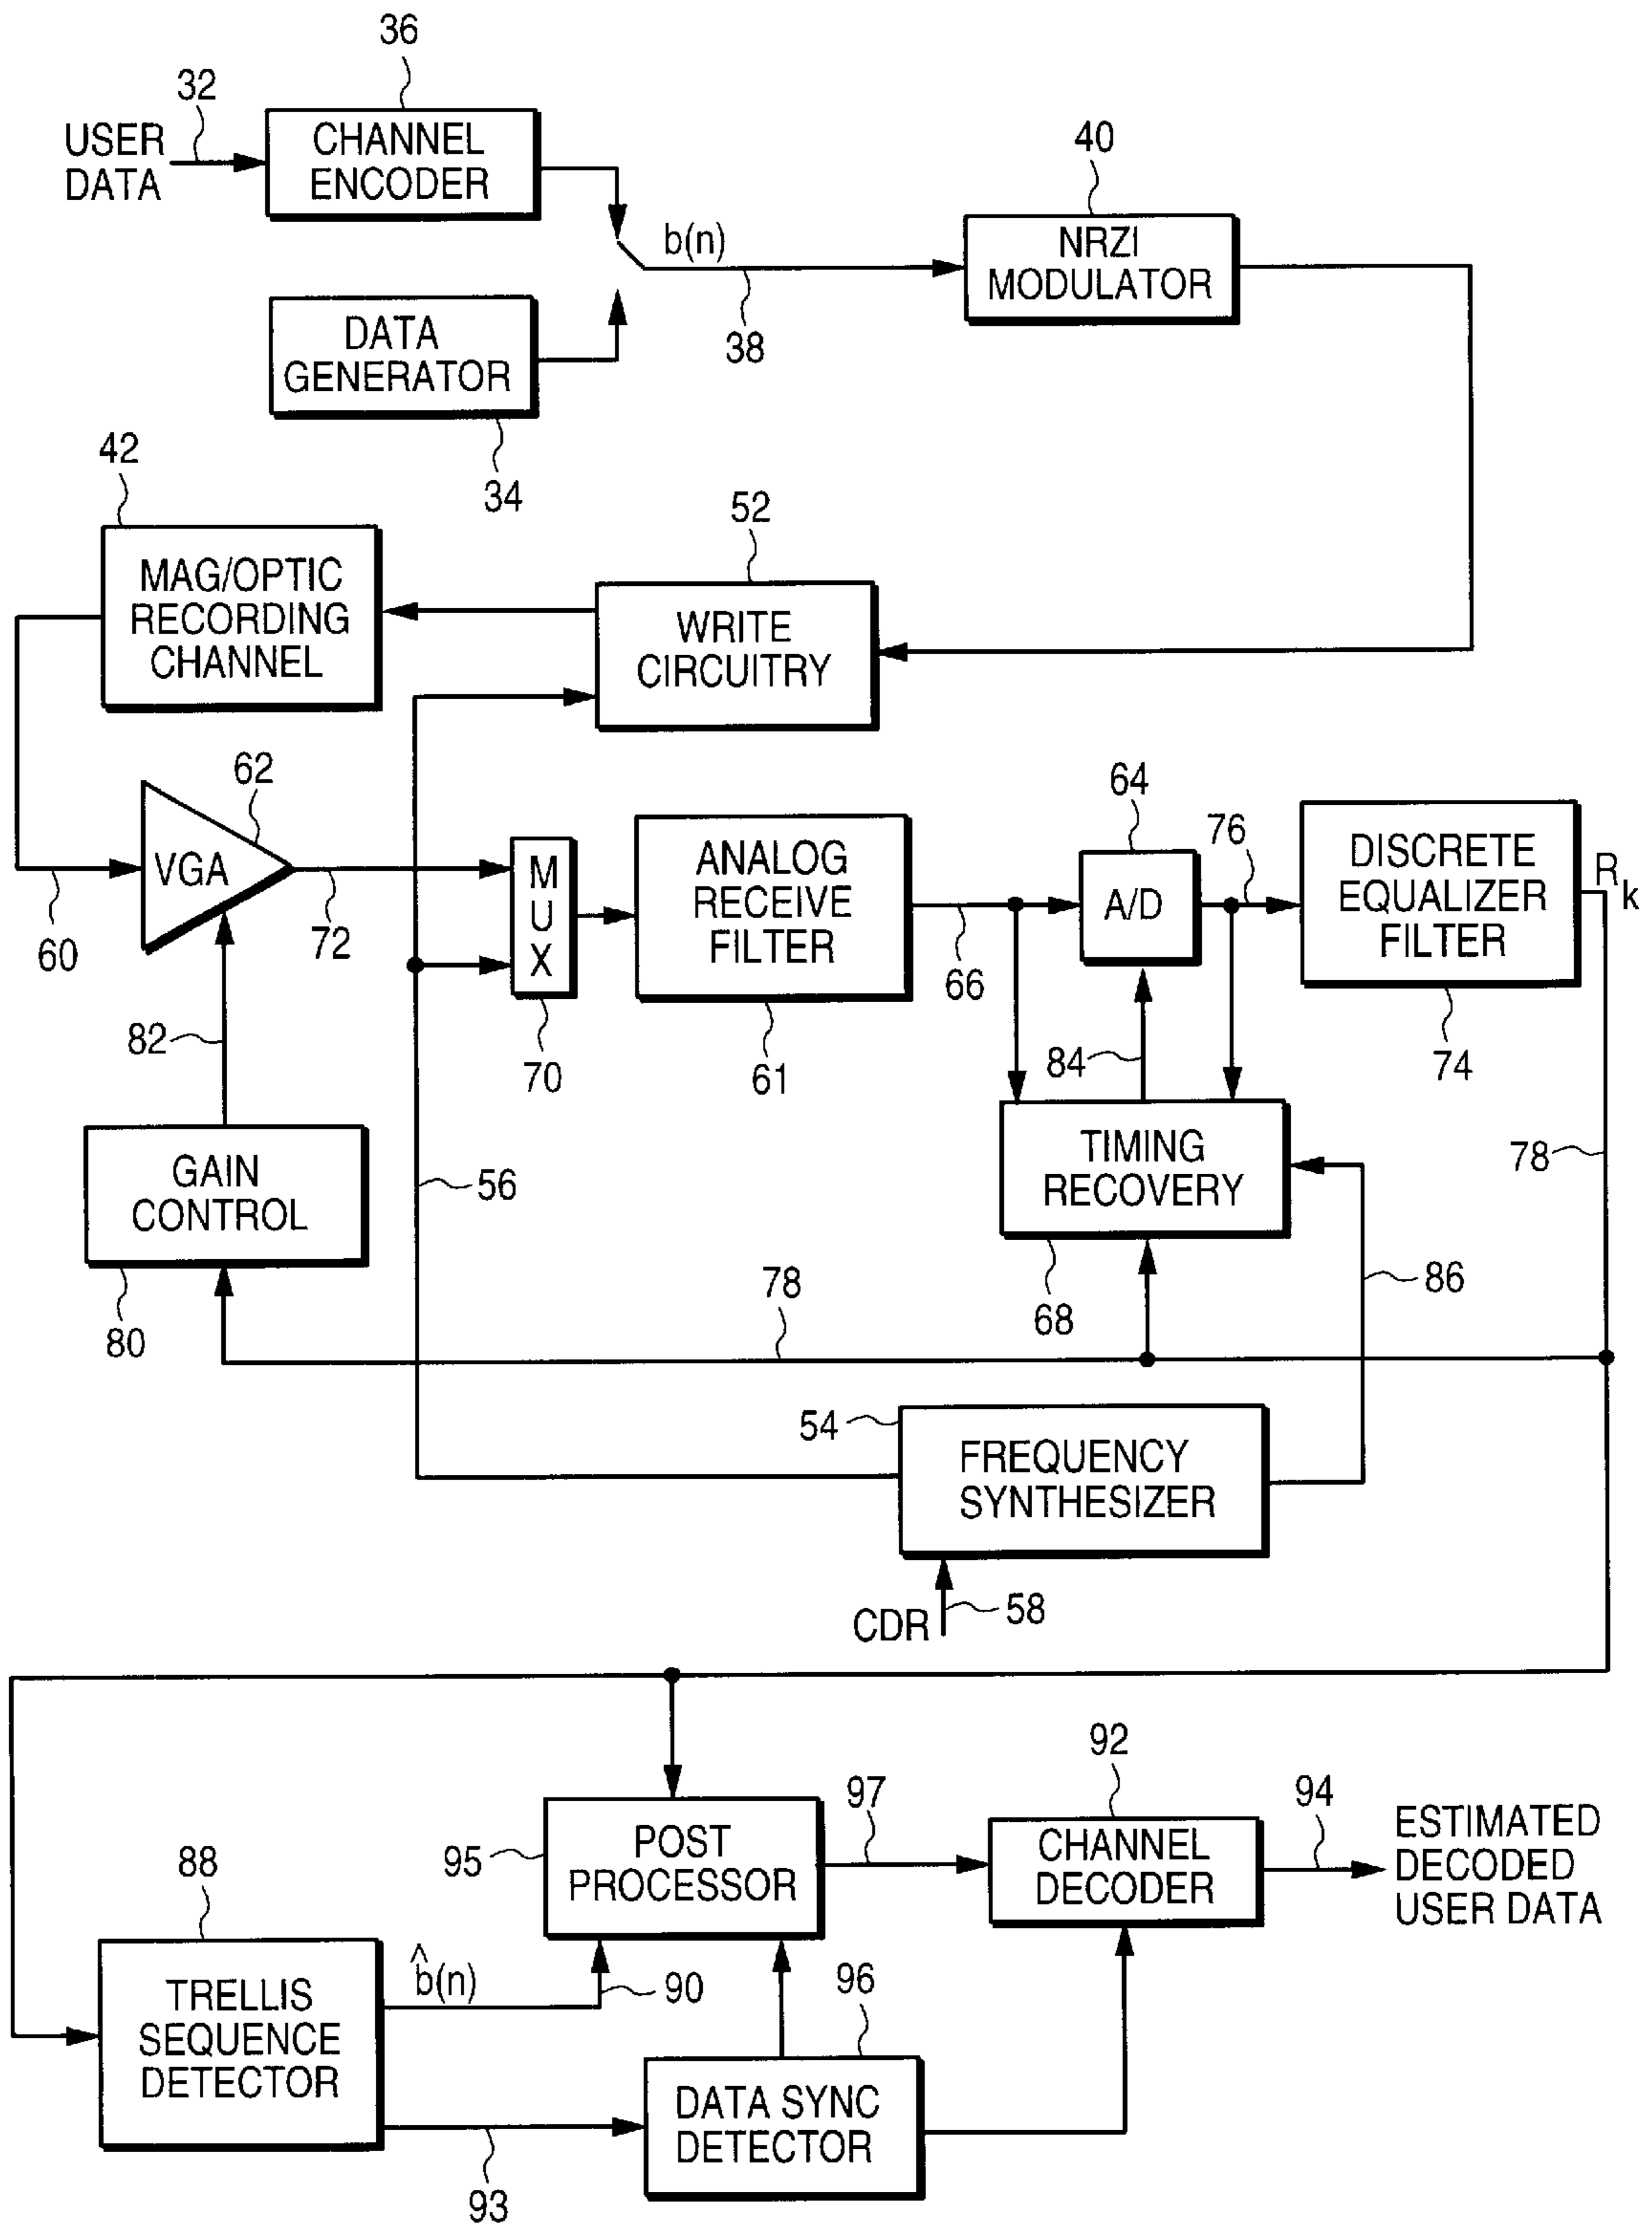 36
32
USER
DATA
CHANNEL
ENCODER
40
b(n)
NRZI
MODULATOR
38
DATA
GENERATOR
34
42
52
MAG/OPTIC
RECORDING
CHANNEL
WRITE
CIRCUITRY
62
64
76
VGA
MUX
ANALOG
RECEIVE
FILTER
A/D
DISCRETE
EQUALIZER
FILTER
Rk
60
72
66
82
70
61
84
74
TIMING
RECOVERY
78
GAIN
CONTROL
56
80
78
68
86
54
FREQUENCY
SYNTHESIZER
CDR
58
92
97
94
POST
PROCESSOR
95
CHANNEL
DECODER
ESTIMATED
DECODED
USER DATA
88
b̂(n)
90
96
TRELLIS
SEQUENCE
DETECTOR
DATA SYNC
DETECTOR
93